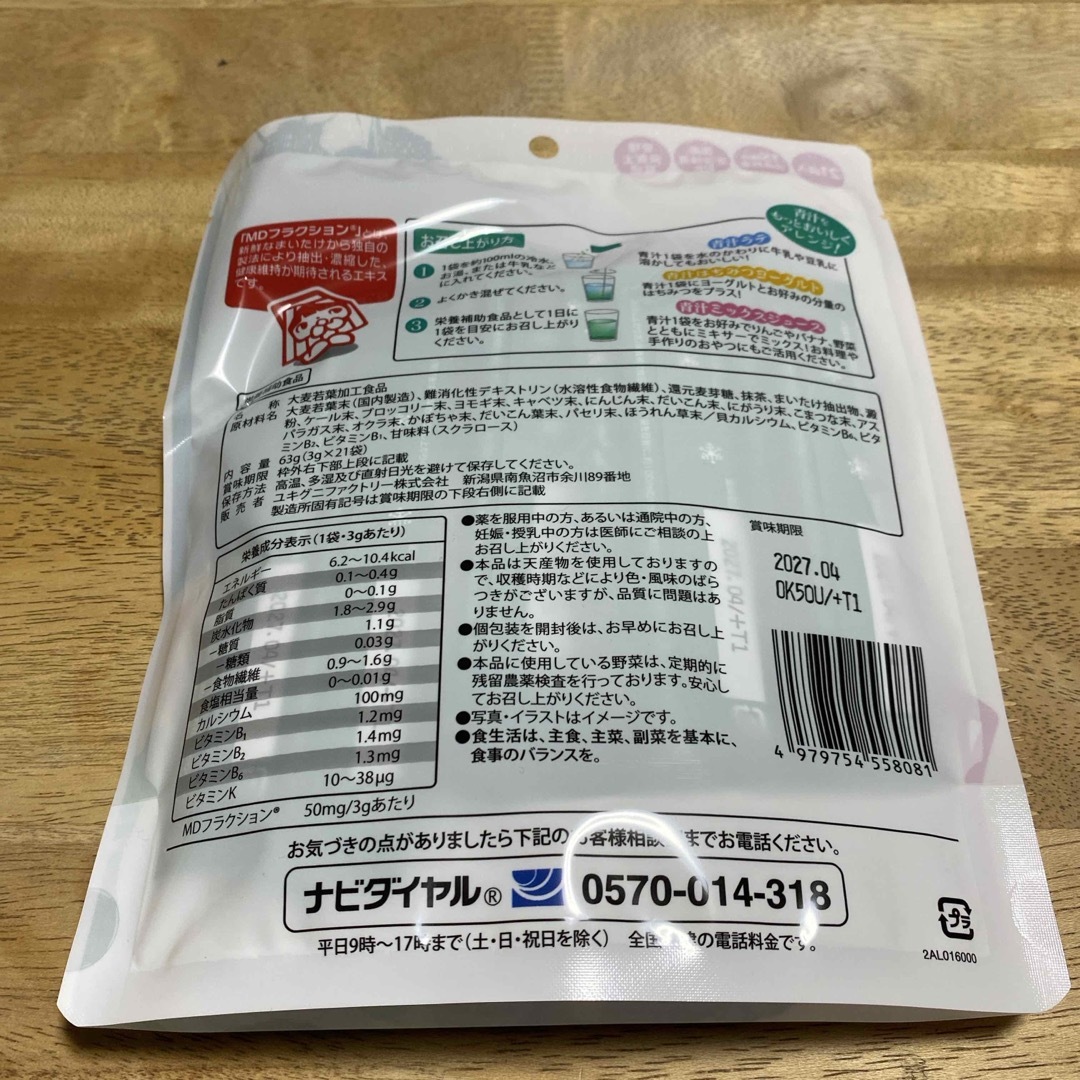 「MDフラクション®」とは
新鮮なまいたけから独自の
製法により抽出・濃縮した、
健康維持が期待されるエキス
です。
お召し上がり方
1 1袋を約100mlの冷水、
お湯、または牛乳など
に入れてください。
2 よくかき混ぜてください。
3 栄養補助食品として1日に
1袋を目安にお召し上がり
ください。
青汁を
もっとおいしく
アレンジ!
青汁ラテ
青汁1袋を水のかわりに牛乳や豆乳に
溶かしてもおいしい!
青汁はちみつヨーグルト
青汁1袋にヨーグルトとお好みの分量の
はちみつをプラス!
青汁ミックスジュース
青汁1袋をお好みでりんごやバナナ、野菜
とともにミキサーでミックス!お料理や
手作りのおやつにもご活用ください。
補助食品
名称 大麦若葉加工食品
原材料名 大麦若葉末(国内製造)、難消化性デキストリン(水溶性食物繊維)、還元麦芽糖、抹茶、まいたけ抽出物、澱
粉、ケール末、ブロッコリー末、ヨモギ末、キャベツ末、にんじん末、だいこん末、にがうり末、こまつな末、アス
パラガス末、オクラ末、かぼちゃ末、だいこん葉末、パセリ末、ほうれん草末/貝カルシウム、ビタミンB₆、ビタ
ミンB₂、ビタミンB₁、甘味料(スクラロース)
内容量 63g(3g×21袋)
賞味期限 枠外右下部上段に記載
保存方法 高温、多湿及び直射日光を避けて保存してください。
販売者 ユキグニファクトリー株式会社 新潟県南魚沼市余川89番地
製造所固有記号は賞味期限の下段右側に記載
栄養成分表示(1袋・3gあたり)
エネルギー 6.2〜10.4kcal
たんぱく質 0.1〜0.4g
脂質 0〜0.1g
炭水化物 1.8〜2.9g
－糖質 1.1g
－糖類 0.03g
－食物繊維 0.9〜1.6g
食塩相当量 0〜0.01g
カルシウム 100mg
ビタミンB₁ 1.2mg
ビタミンB₂ 1.4mg
ビタミンB₆ 1.3mg
ビタミンK 10〜38μg
MDフラクション® 50mg/3gあたり
●薬を服用中の方、あるいは通院中の方、
妊娠・授乳中の方は医師にご相談の上
お召し上がりください。
●本品は天産物を使用しておりますの
で、収穫時期などにより色・風味のばら
つきがございますが、品質に問題はあ
りません。
●個包装を開封後は、お早めにお召し上
がりください。
●本品に使用している野菜は、定期的に
残留農薬検査を行っております。安心し
てお召し上がりください。
●写真・イラストはイメージです。
●食生活は、主食、主菜、副菜を基本に、
食事のバランスを。
賞味期限
2027.04
OK50U/+T1
4 979754 558081
お気づきの点がありましたら下記のお客様相談 までお電話ください。
ナビダイヤル® 0570-014-318
平日9時〜17時まで(土・日・祝日を除く) 全国 の電話料金です。
プラ
2AL016000